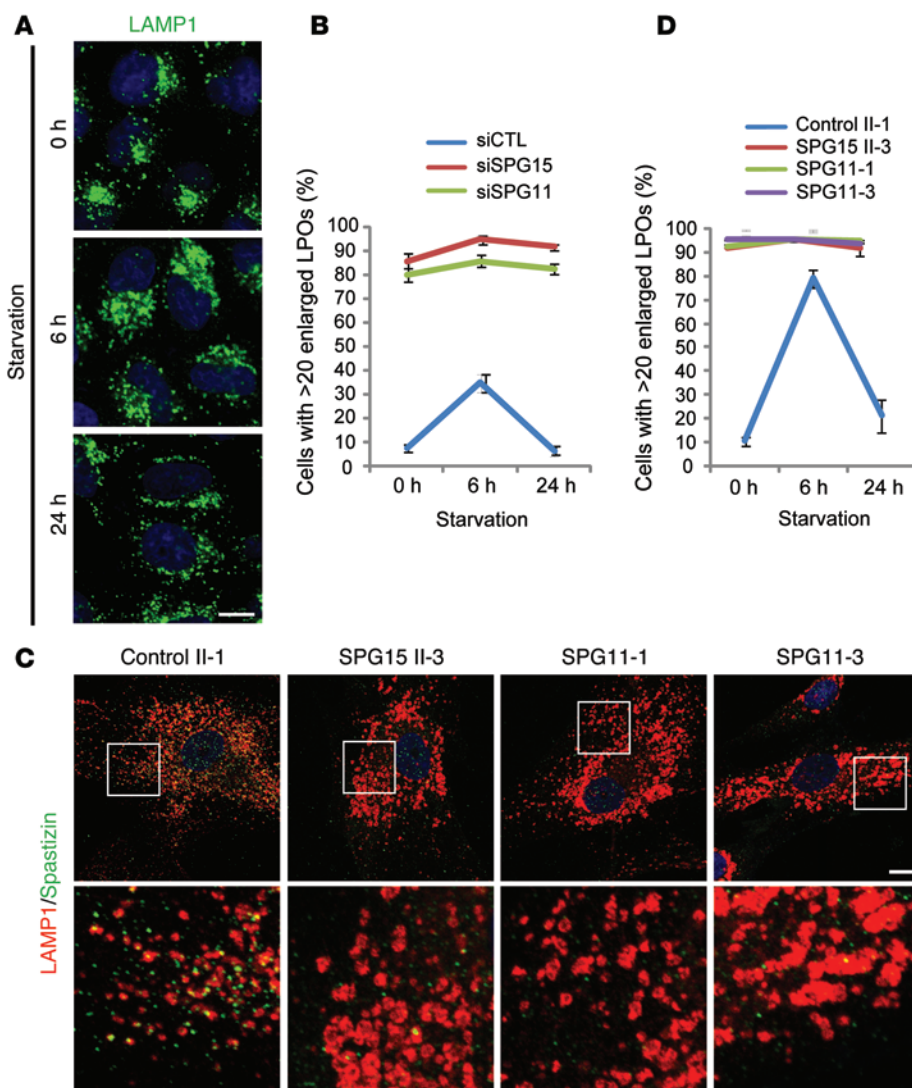 A
LAMP1
Starvation
0 h
6 h
24 h
B
siCTL
siSPG15
siSPG11
Cells with >20 enlarged LPOs (%)
100
90
80
70
60
50
40
30
20
10
0
0 h 6 h 24 h
Starvation
D
Control II-1
SPG15 II-3
SPG11-1
SPG11-3
Cells with >20 enlarged LPOs (%)
100
90
80
70
60
50
40
30
20
10
0
0 h 6 h 24 h
Starvation
C
Control II-1 SPG15 II-3 SPG11-1 SPG11-3
LAMP1/Spastizin